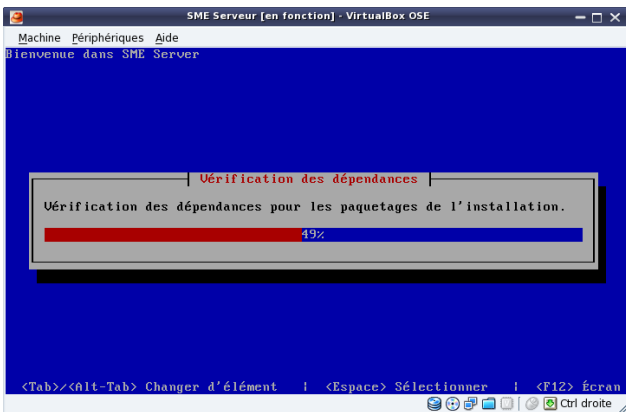 SME Serveur [en fonction] - VirtualBox OSE
Machine Périphériques Aide
Bienvenue dans SME Server
Vérification des dépendances
Vérification des dépendances pour les paquetages de l'installation.
49%
<Tab>/<Alt-Tab> Changer d'élément | <Espace> Sélectionner | <F12> Écran
Ctrl droite